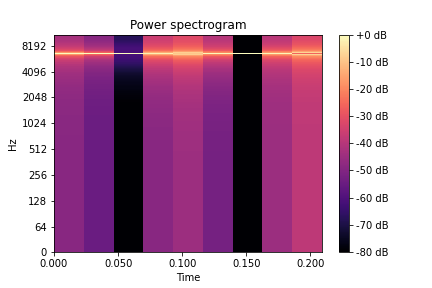 Power spectrogram
8192
4096
2048
1024
512
256
128
64
0
Hz
0.000 0.050 0.100 0.150 0.200
Time
+0 dB
-10 dB
-20 dB
-30 dB
-40 dB
-50 dB
-60 dB
-70 dB
-80 dB